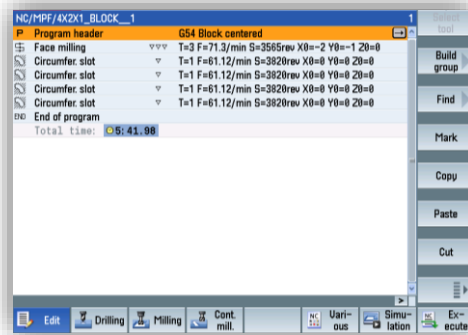 NC/MPF/4X2X1_BLOCK__1 1
P Program header G54 Block centered
Face milling ▽▽▽ T=3 F=71.3/min S=3565rev X0=-2 Y0=-1 Z0=0
Circumfer. slot ▽ T=1 F=61.12/min S=3820rev X0=0 Y0=0 Z0=0
Circumfer. slot ▽ T=1 F=61.12/min S=3820rev X0=0 Y0=0 Z0=0
Circumfer. slot ▽ T=1 F=61.12/min S=3820rev X0=0 Y0=0 Z0=0
Circumfer. slot ▽ T=1 F=61.12/min S=3820rev X0=0 Y0=0 Z0=0
END End of program
Total time: 05:41.98
Select
tool
Build
group
Find
Mark
Copy
Paste
Cut
Edit
Drilling
Milling
Cont.
mill.
NC
Vari-
ous
Simu-
lation
NC
Ex-
ecute